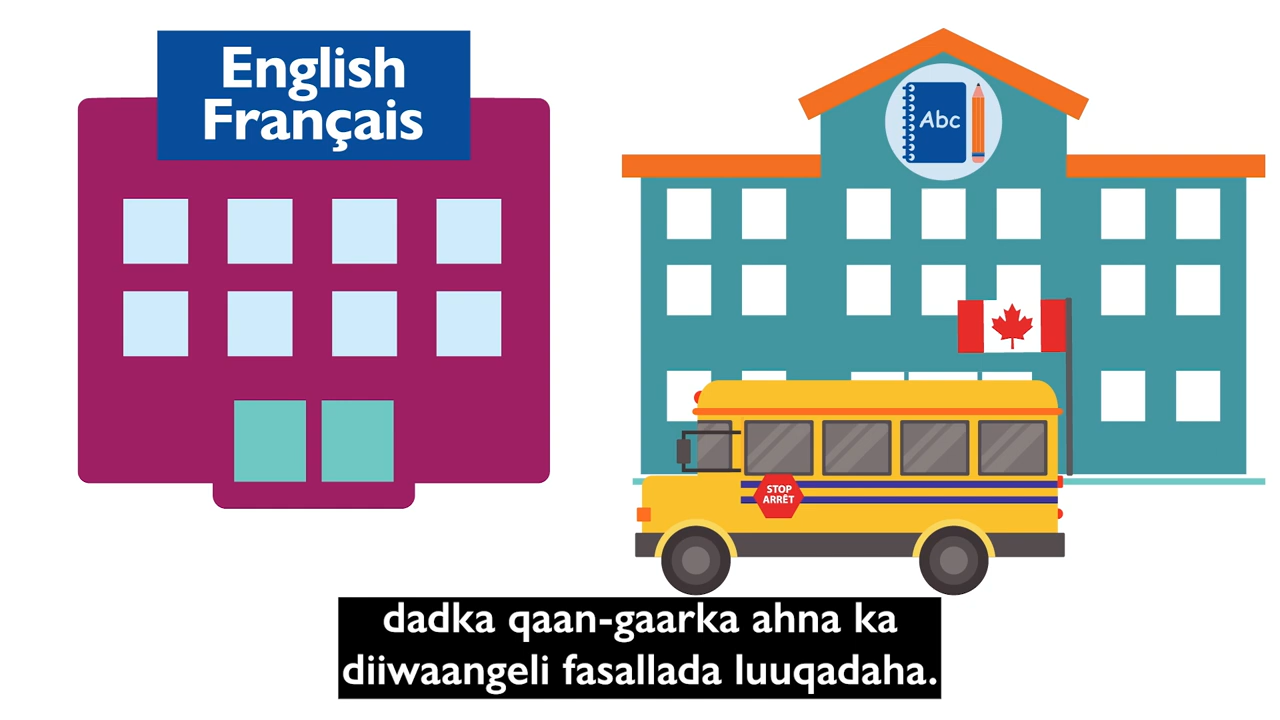 English
Français
Abc
STOP
ARRÊT
dadka qaan-gaarka ahna ka
diiwaangeli fasallada luuqadaha.